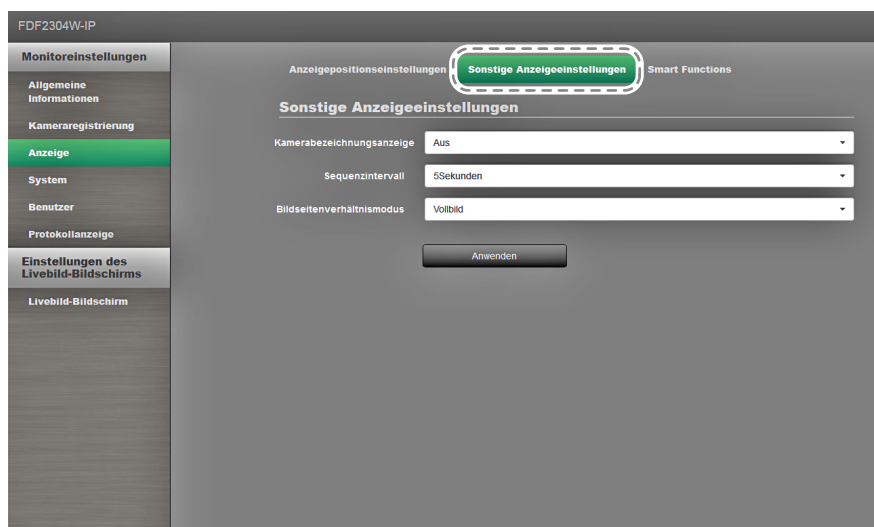 FDF2304W-IP
Monitoreinstellungen
Allgemeine
Informationen
Kameraregistrierung
Anzeige
System
Benutzer
Protokollanzeige
Einstellungen des
Livebild-Bildschirms
Livebild-Bildschirm
Anzeigepositionseinstellungen Sonstige Anzeigeeinstellungen Smart Functions
Sonstige Anzeigeeinstellungen
Kamerabezeichnungsanzeige Aus
Sequenzintervall 5Sekunden
Bildseitenverhältnismodus Vollbild
Anwenden